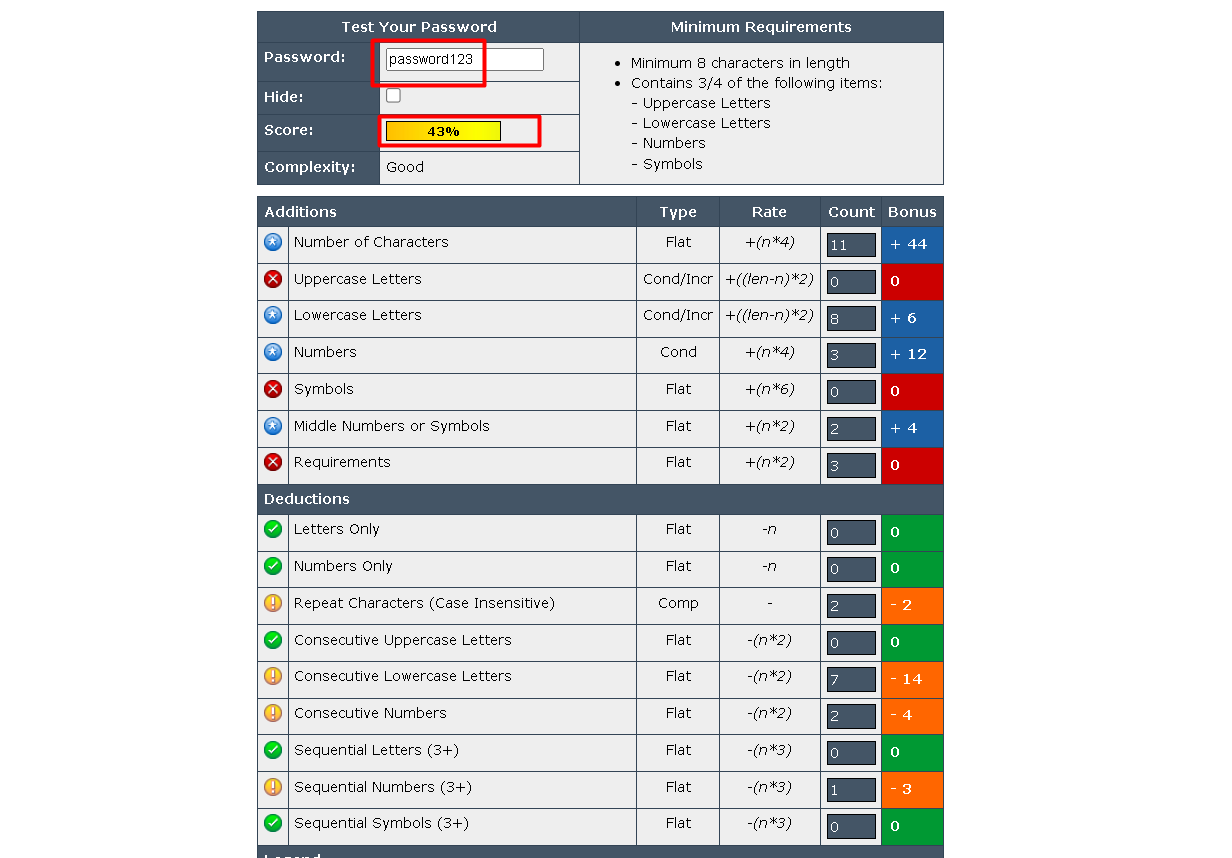 Test Your Password Minimum Requirements
Password: password123
Hide:
Score: 43%
Complexity: Good
• Minimum 8 characters in length
• Contains 3/4 of the following items:
- Uppercase Letters
- Lowercase Letters
- Numbers
- Symbols
Additions Type Rate Count Bonus
Number of Characters Flat +(n*4) 11 + 44
Uppercase Letters Cond/Incr +((len-n)*2) 0 0
Lowercase Letters Cond/Incr +((len-n)*2) 8 + 6
Numbers Cond +(n*4) 3 + 12
Symbols Flat +(n*6) 0 0
Middle Numbers or Symbols Flat +(n*2) 2 + 4
Requirements Flat +(n*2) 3 0
Deductions
Letters Only Flat -n 0 0
Numbers Only Flat -n 0 0
Repeat Characters (Case Insensitive) Comp - 2 - 2
Consecutive Uppercase Letters Flat -(n*2) 0 0
Consecutive Lowercase Letters Flat -(n*2) 7 - 14
Consecutive Numbers Flat -(n*2) 2 - 4
Sequential Letters (3+) Flat -(n*3) 0 0
Sequential Numbers (3+) Flat -(n*3) 1 - 3
Sequential Symbols (3+) Flat -(n*3) 0 0